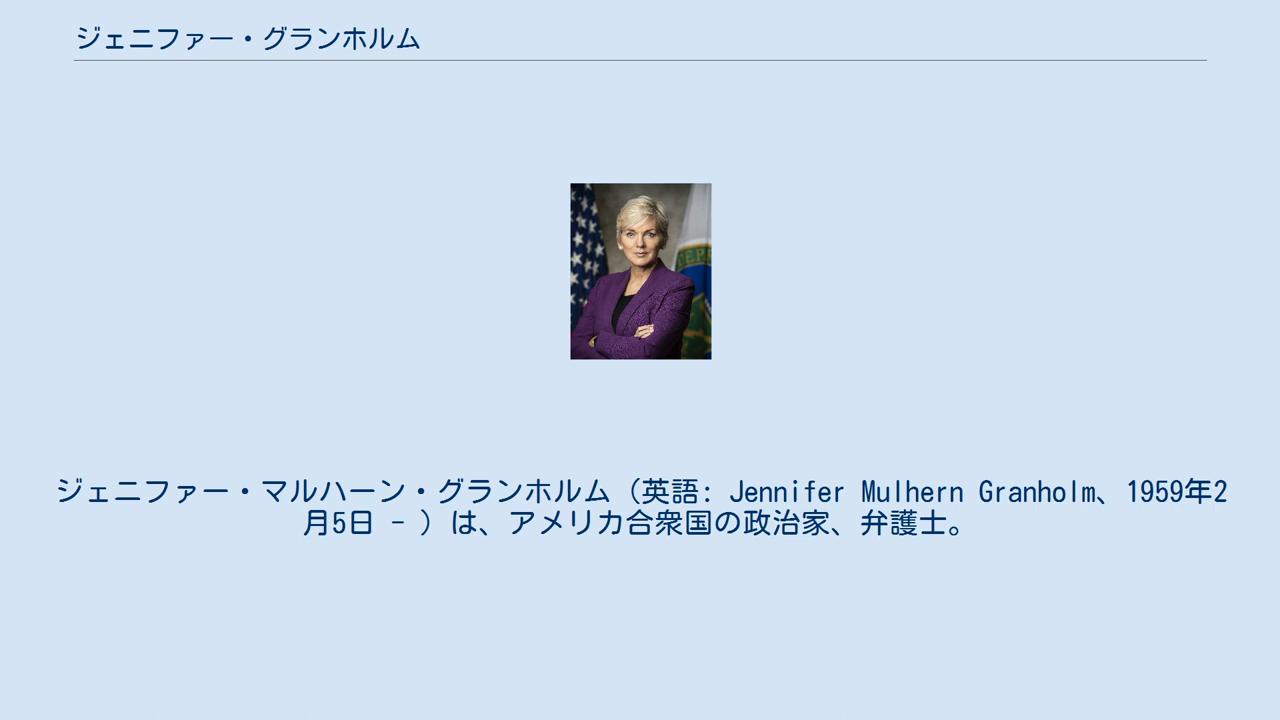 ジェニファー・グランホルム
ジェニファー・マルハーン・グランホルム（英語: Jennifer Mulhern Granholm、1959年2
月5日 - ）は、アメリカ合衆国の政治家、弁護士。